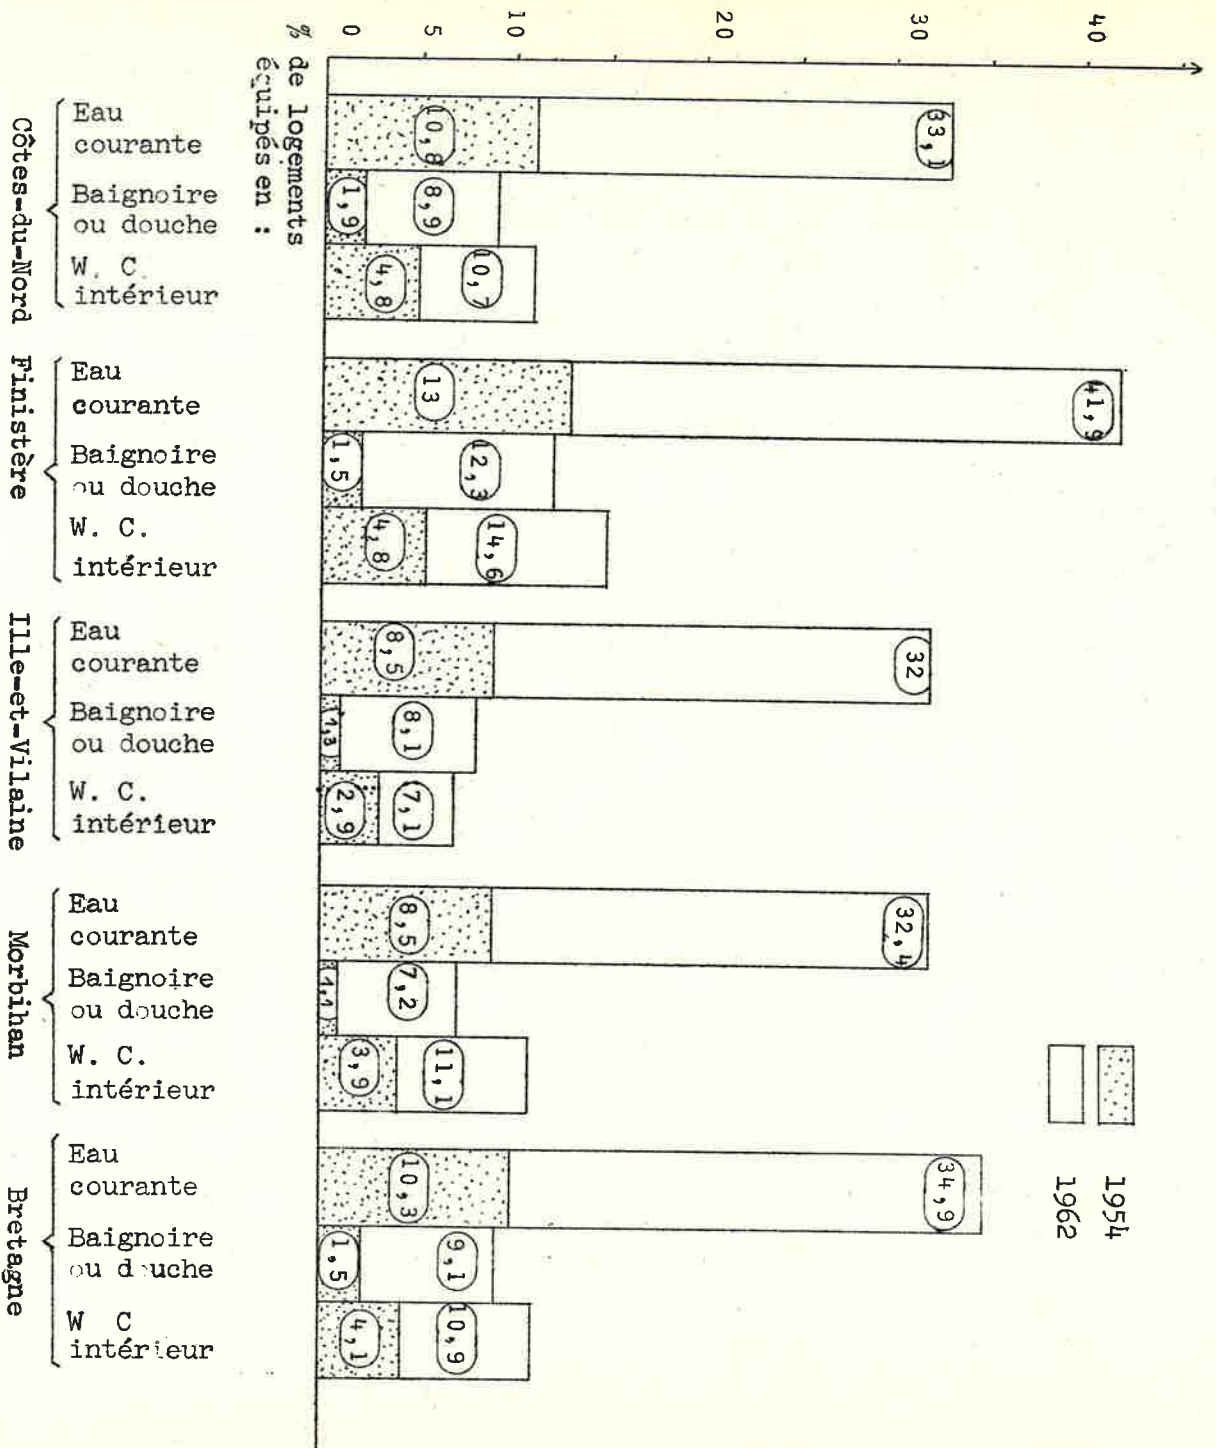 % de logements
équipés en :
0
5
10
20
30
40
Côtes-du-Nord
Eau
courante
10,8
33,1
Baignoire
ou douche
1,9
8,9
W. C.
intérieur
4,8
10,7
Finistère
Eau
courante
13
41,9
Baignoire
ou douche
1,5
12,3
W. C.
intérieur
4,8
14,6
Ille-et-Vilaine
Eau
courante
8,5
32
Baignoire
ou douche
1,3
8,1
W. C.
intérieur
2,9
7,1
Morbihan
Eau
courante
8,5
32,4
Baignoire
ou douche
1,1
7,2
W. C.
intérieur
3,9
11,1
Bretagne
Eau
courante
10,3
34,9
Baignoire
ou douche
1,5
9,1
W C
intérieur
4,1
10,9
1954
1962